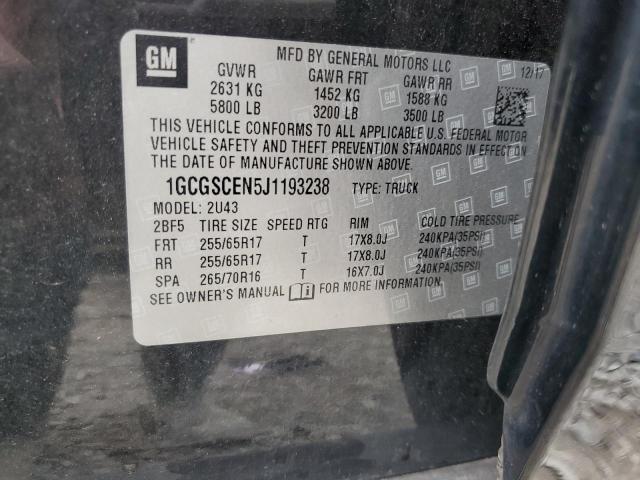 GM
MFD BY GENERAL MOTORS LLC
12/17
GVWR GAWR FRT GAWR RR
2631 KG 1452 KG 1588 KG
5800 LB 3200 LB 3500 LB
THIS VEHICLE CONFORMS TO ALL APPLICABLE U.S. FEDERAL MOTOR
VEHICLE SAFETY AND THEFT PREVENTION STANDARDS IN EFFECT ON
THE DATE OF MANUFACTURE SHOWN ABOVE.
1GCGSCEN5J1193238 TYPE: TRUCK
MODEL: 2U43
2BF5 TIRE SIZE SPEED RTG RIM COLD TIRE PRESSURE
FRT 255/65R17 T 17X8.0J 240KPA(35PSI)
RR 255/65R17 T 17X8.0J 240KPA(35PSI)
SPA 265/70R16 T 16X7.0J 240KPA(35PSI)
SEE OWNER'S MANUAL FOR MORE INFORMATION.